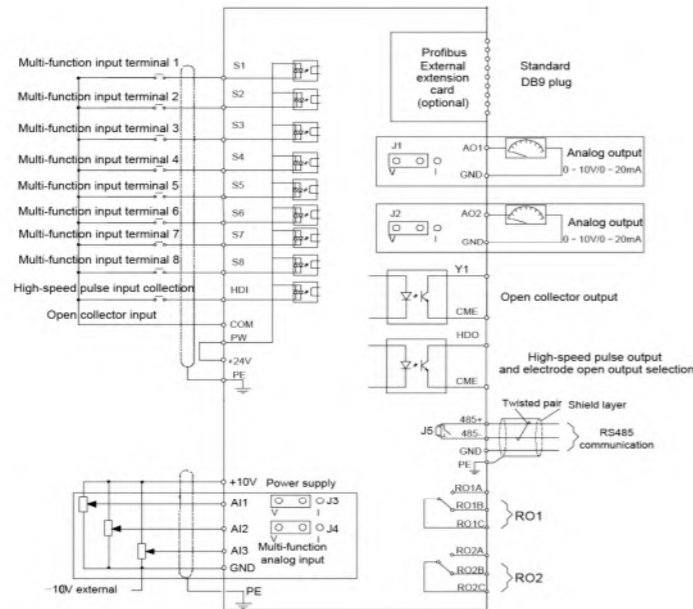 Multi-function input terminal 1
S1
Multi-function input terminal 2
S2
Multi-function input terminal 3
S3
Multi-function input terminal 4
S4
Multi-function input terminal 5
S5
Multi-function input terminal 6
S6
Multi-function input terminal 7
S7
Multi-function input terminal 8
S8
High-speed pulse input collection
HDI
Open collector input
COM
PW
+24V
PE
+10V
Power supply
AI1
J3
V I
AI2
J4
V I
AI3
Multi-function
analog input
GND
-10V external
PE
Profibus
External
extension
card
(optional)
Standard
DB9 plug
J1
V I
AO1
GND
Analog output
0 - 10V/0 - 20mA
J2
V I
AO2
GND
Analog output
0 - 10V/0 - 20mA
Y1
CME
Open collector output
HDO
CME
High-speed pulse output
and electrode open output selection
Twisted pair
Shield layer
J5
485+
485-
GND
PE
RS485
communication
RO1A
RO1B
RO1C
RO1
RO2A
RO2B
RO2C
RO2